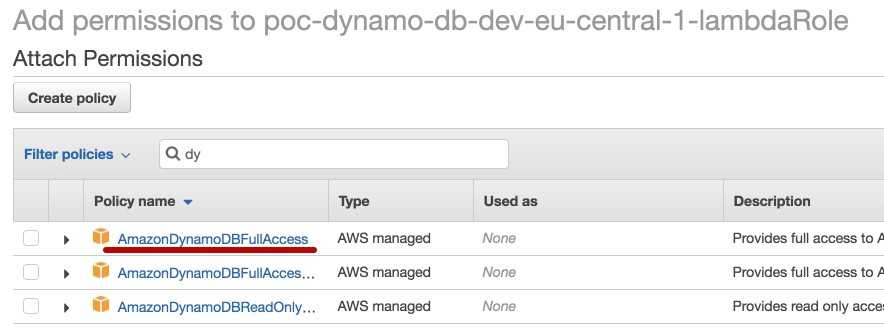 Add permissions to poc-dynamo-db-dev-eu-central-1-lambdaRole
Attach Permissions
Create policy
Filter policies dy
Policy name Type Used as Description
AmazonDynamoDBFullAccess AWS managed None Provides full access to A
AmazonDynamoDBFullAcces... AWS managed None Provides full access to A
AmazonDynamoDBReadOnly... AWS managed None Provides read only acces